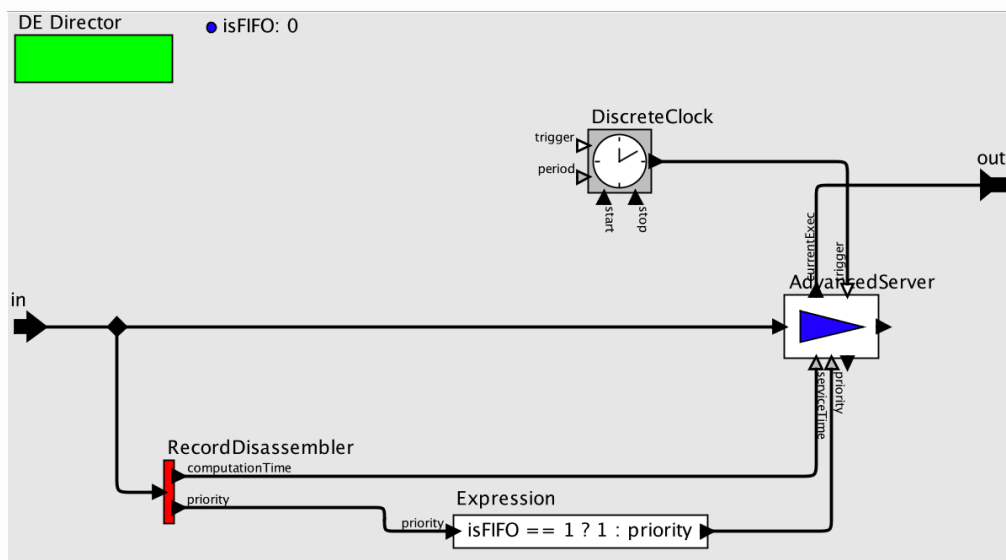 DE Director
isFIFO: 0
DiscreteClock
trigger
period
start
stop
out
currentExec
trigger
AdvancedServer
in
serviceTime
priority
RecordDisassembler
computationTime
priority
Expression
priority
isFIFO == 1 ? 1 : priority